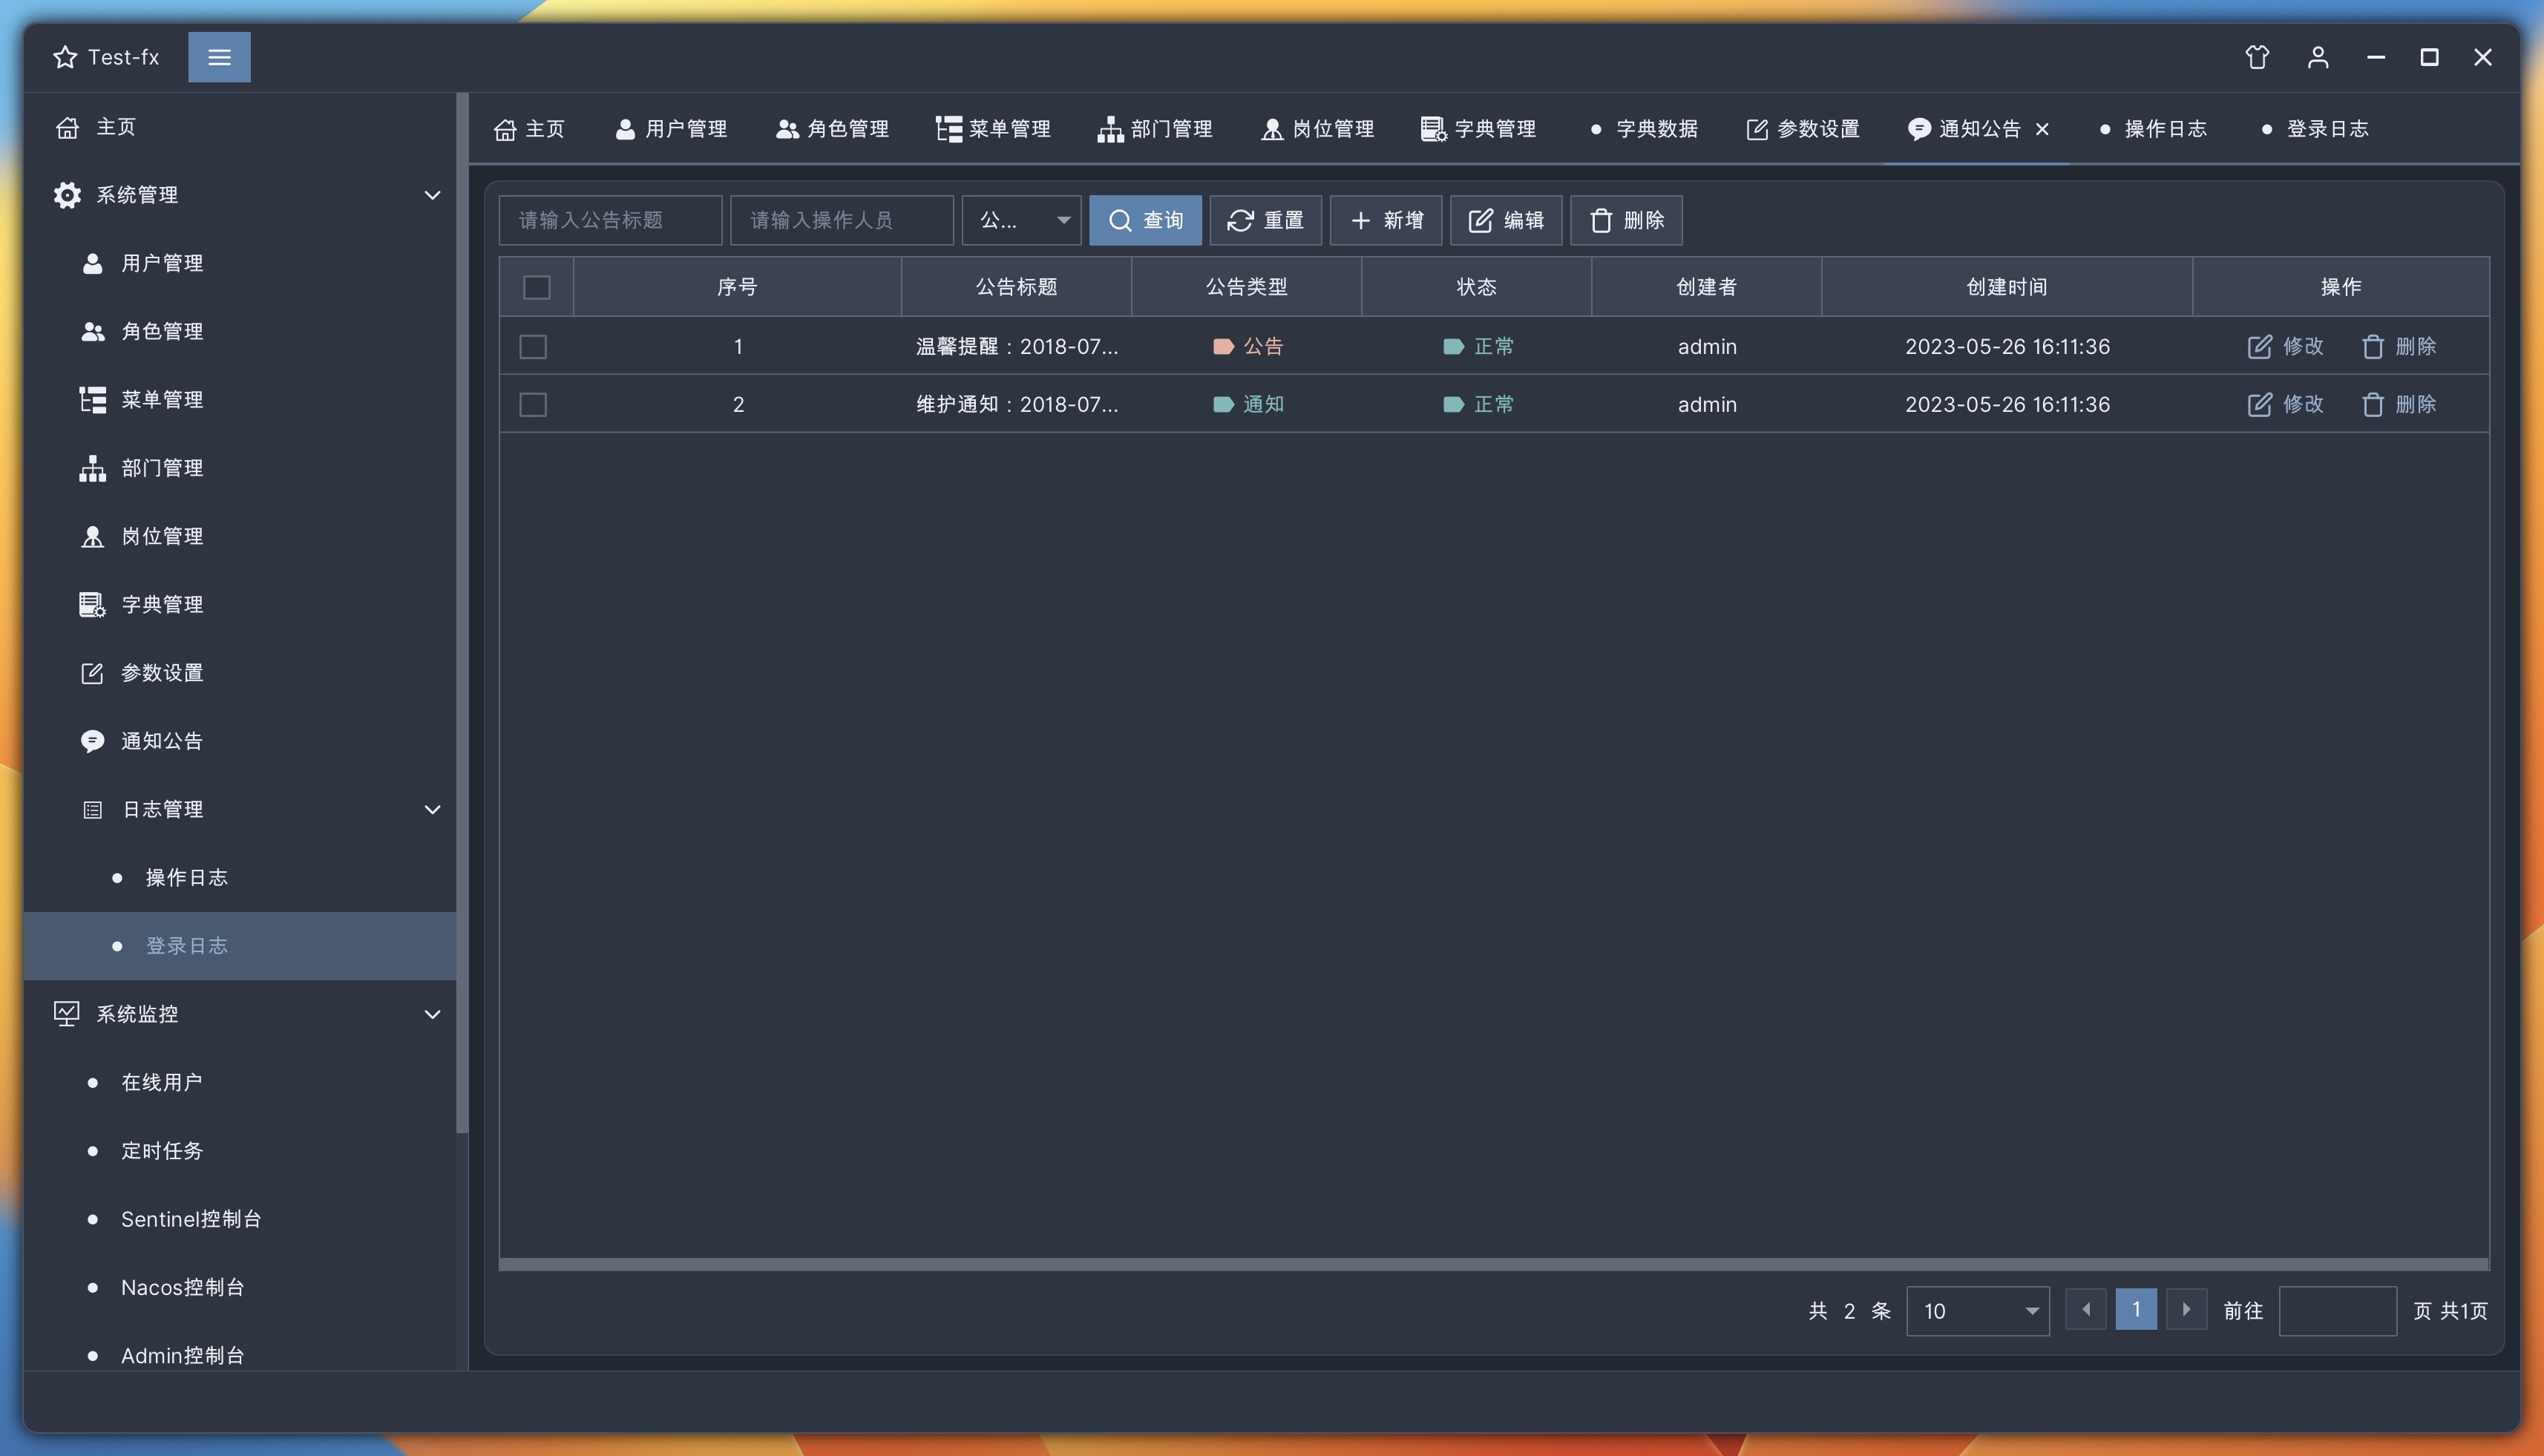 Test-fx
主页
系统管理
用户管理
角色管理
菜单管理
部门管理
岗位管理
字典管理
参数设置
通知公告
日志管理
操作日志
登录日志
系统监控
在线用户
定时任务
Sentinel控制台
Nacos控制台
Admin控制台
主页 用户管理 角色管理 菜单管理 部门管理 岗位管理 字典管理 字典数据 参数设置 通知公告 操作日志 登录日志
请输入公告标题 请输入操作人员 公... 查询 重置 新增 编辑 删除
序号 公告标题 公告类型 状态 创建者 创建时间 操作
1 温馨提醒：2018-07... 公告 正常 admin 2023-05-26 16:11:36 修改 删除
2 维护通知：2018-07... 通知 正常 admin 2023-05-26 16:11:36 修改 删除
共 2 条 10 1 前往 页 共1页